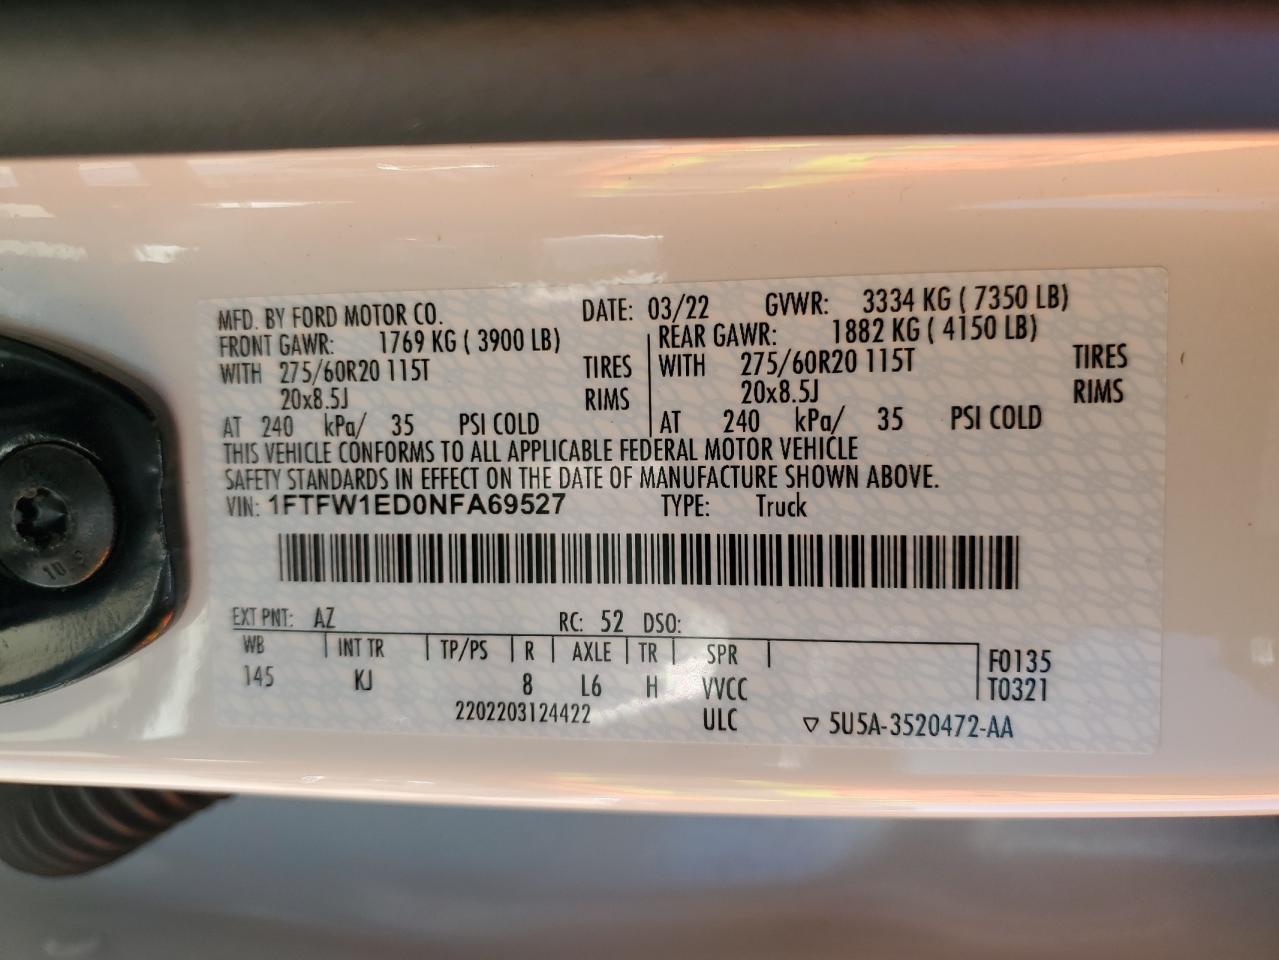 MFD. BY FORD MOTOR CO. DATE: 03/22 GVWR: 3334 KG ( 7350 LB)
FRONT GAWR: 1769 KG ( 3900 LB) REAR GAWR: 1882 KG ( 4150 LB)
WITH 275/60R20 115T TIRES WITH 275/60R20 115T TIRES
20x8.5J RIMS 20x8.5J RIMS
AT 240 kPa/ 35 PSI COLD AT 240 kPa/ 35 PSI COLD
THIS VEHICLE CONFORMS TO ALL APPLICABLE FEDERAL MOTOR VEHICLE
SAFETY STANDARDS IN EFFECT ON THE DATE OF MANUFACTURE SHOWN ABOVE.
VIN: 1FTFW1ED0NFA69527 TYPE: Truck
EXT PNT: AZ RC: 52 DSO:
WB INT TR TP/PS R AXLE TR SPR F0135
145 KJ 8 L6 H VVCC T0321
2202203124422 ULC ▽ 5U5A-3520472-AA
10.9